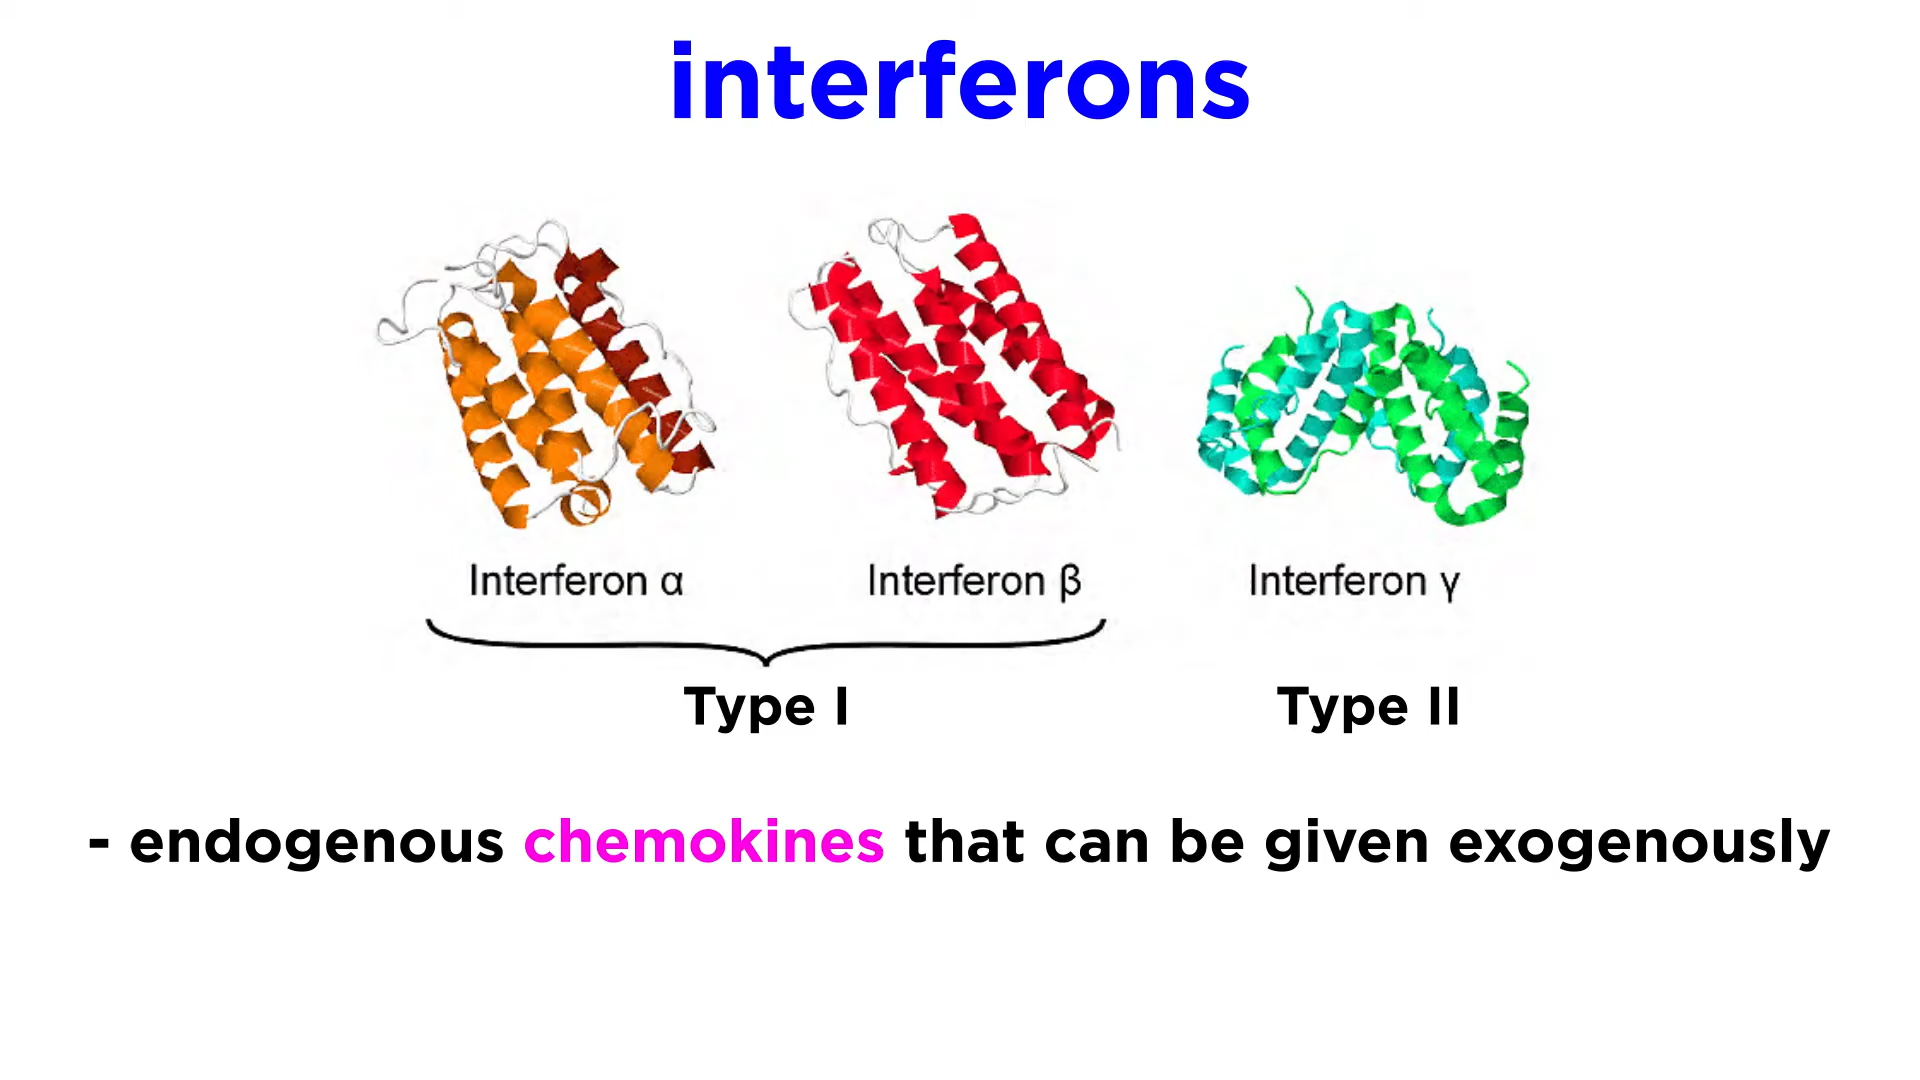 interferons
Interferon α
Interferon β
Interferon γ
Type I
Type II
- endogenous chemokines that can be given exogenously